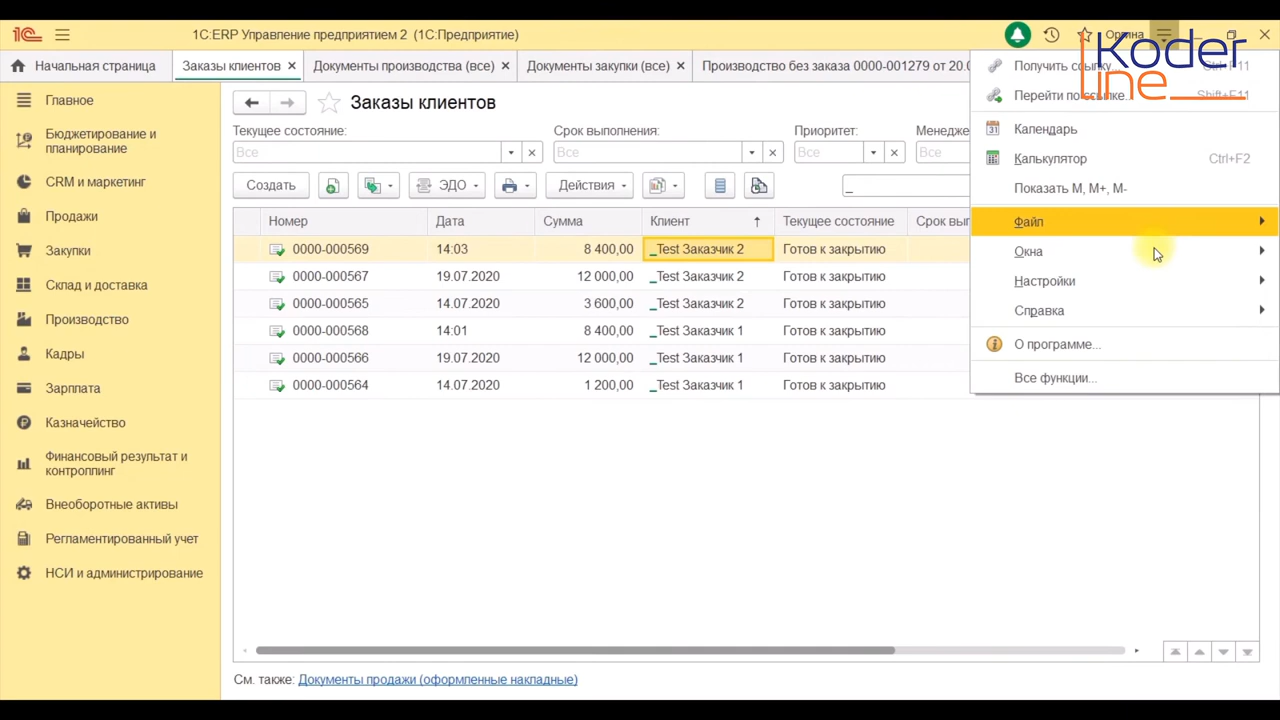 1С:ERP Управление предприятием 2 (1С:Предприятие)
Koder
line
Начальная страница
Заказы клиентов
Документы производства (все)
Документы закупки (все)
Производство без заказа 0000-001279 от 20.0
Главное
Бюджетирование и
планирование
CRM и маркетинг
Продажи
Закупки
Склад и доставка
Производство
Кадры
Зарплата
Казначейство
Финансовый результат и
контроллинг
Внеоборотные активы
Регламентированный учет
НСИ и администрирование
Заказы клиентов
Текущее состояние: Срок выполнения: Приоритет: Менедже
Все Все Все Все
Создать ЭДО Действия _
Номер Дата Сумма Клиент Текущее состояние Срок вып
0000-000569 14:03 8 400,00 _Test Заказчик 2 Готов к закрытию
0000-000567 19.07.2020 12 000,00 _Test Заказчик 2 Готов к закрытию
0000-000565 14.07.2020 3 600,00 _Test Заказчик 2 Готов к закрытию
0000-000568 14:01 8 400,00 _Test Заказчик 1 Готов к закрытию
0000-000566 19.07.2020 12 000,00 _Test Заказчик 1 Готов к закрытию
0000-000564 14.07.2020 1 200,00 _Test Заказчик 1 Готов к закрытию
См. также: Документы продажи (оформленные накладные)
Получить ссылку...
Перейти по ссылке... Shift+F11
Календарь
Калькулятор Ctrl+F2
Показать M, M+, M-
Файл
Окна
Настройки
Справка
О программе...
Все функции...